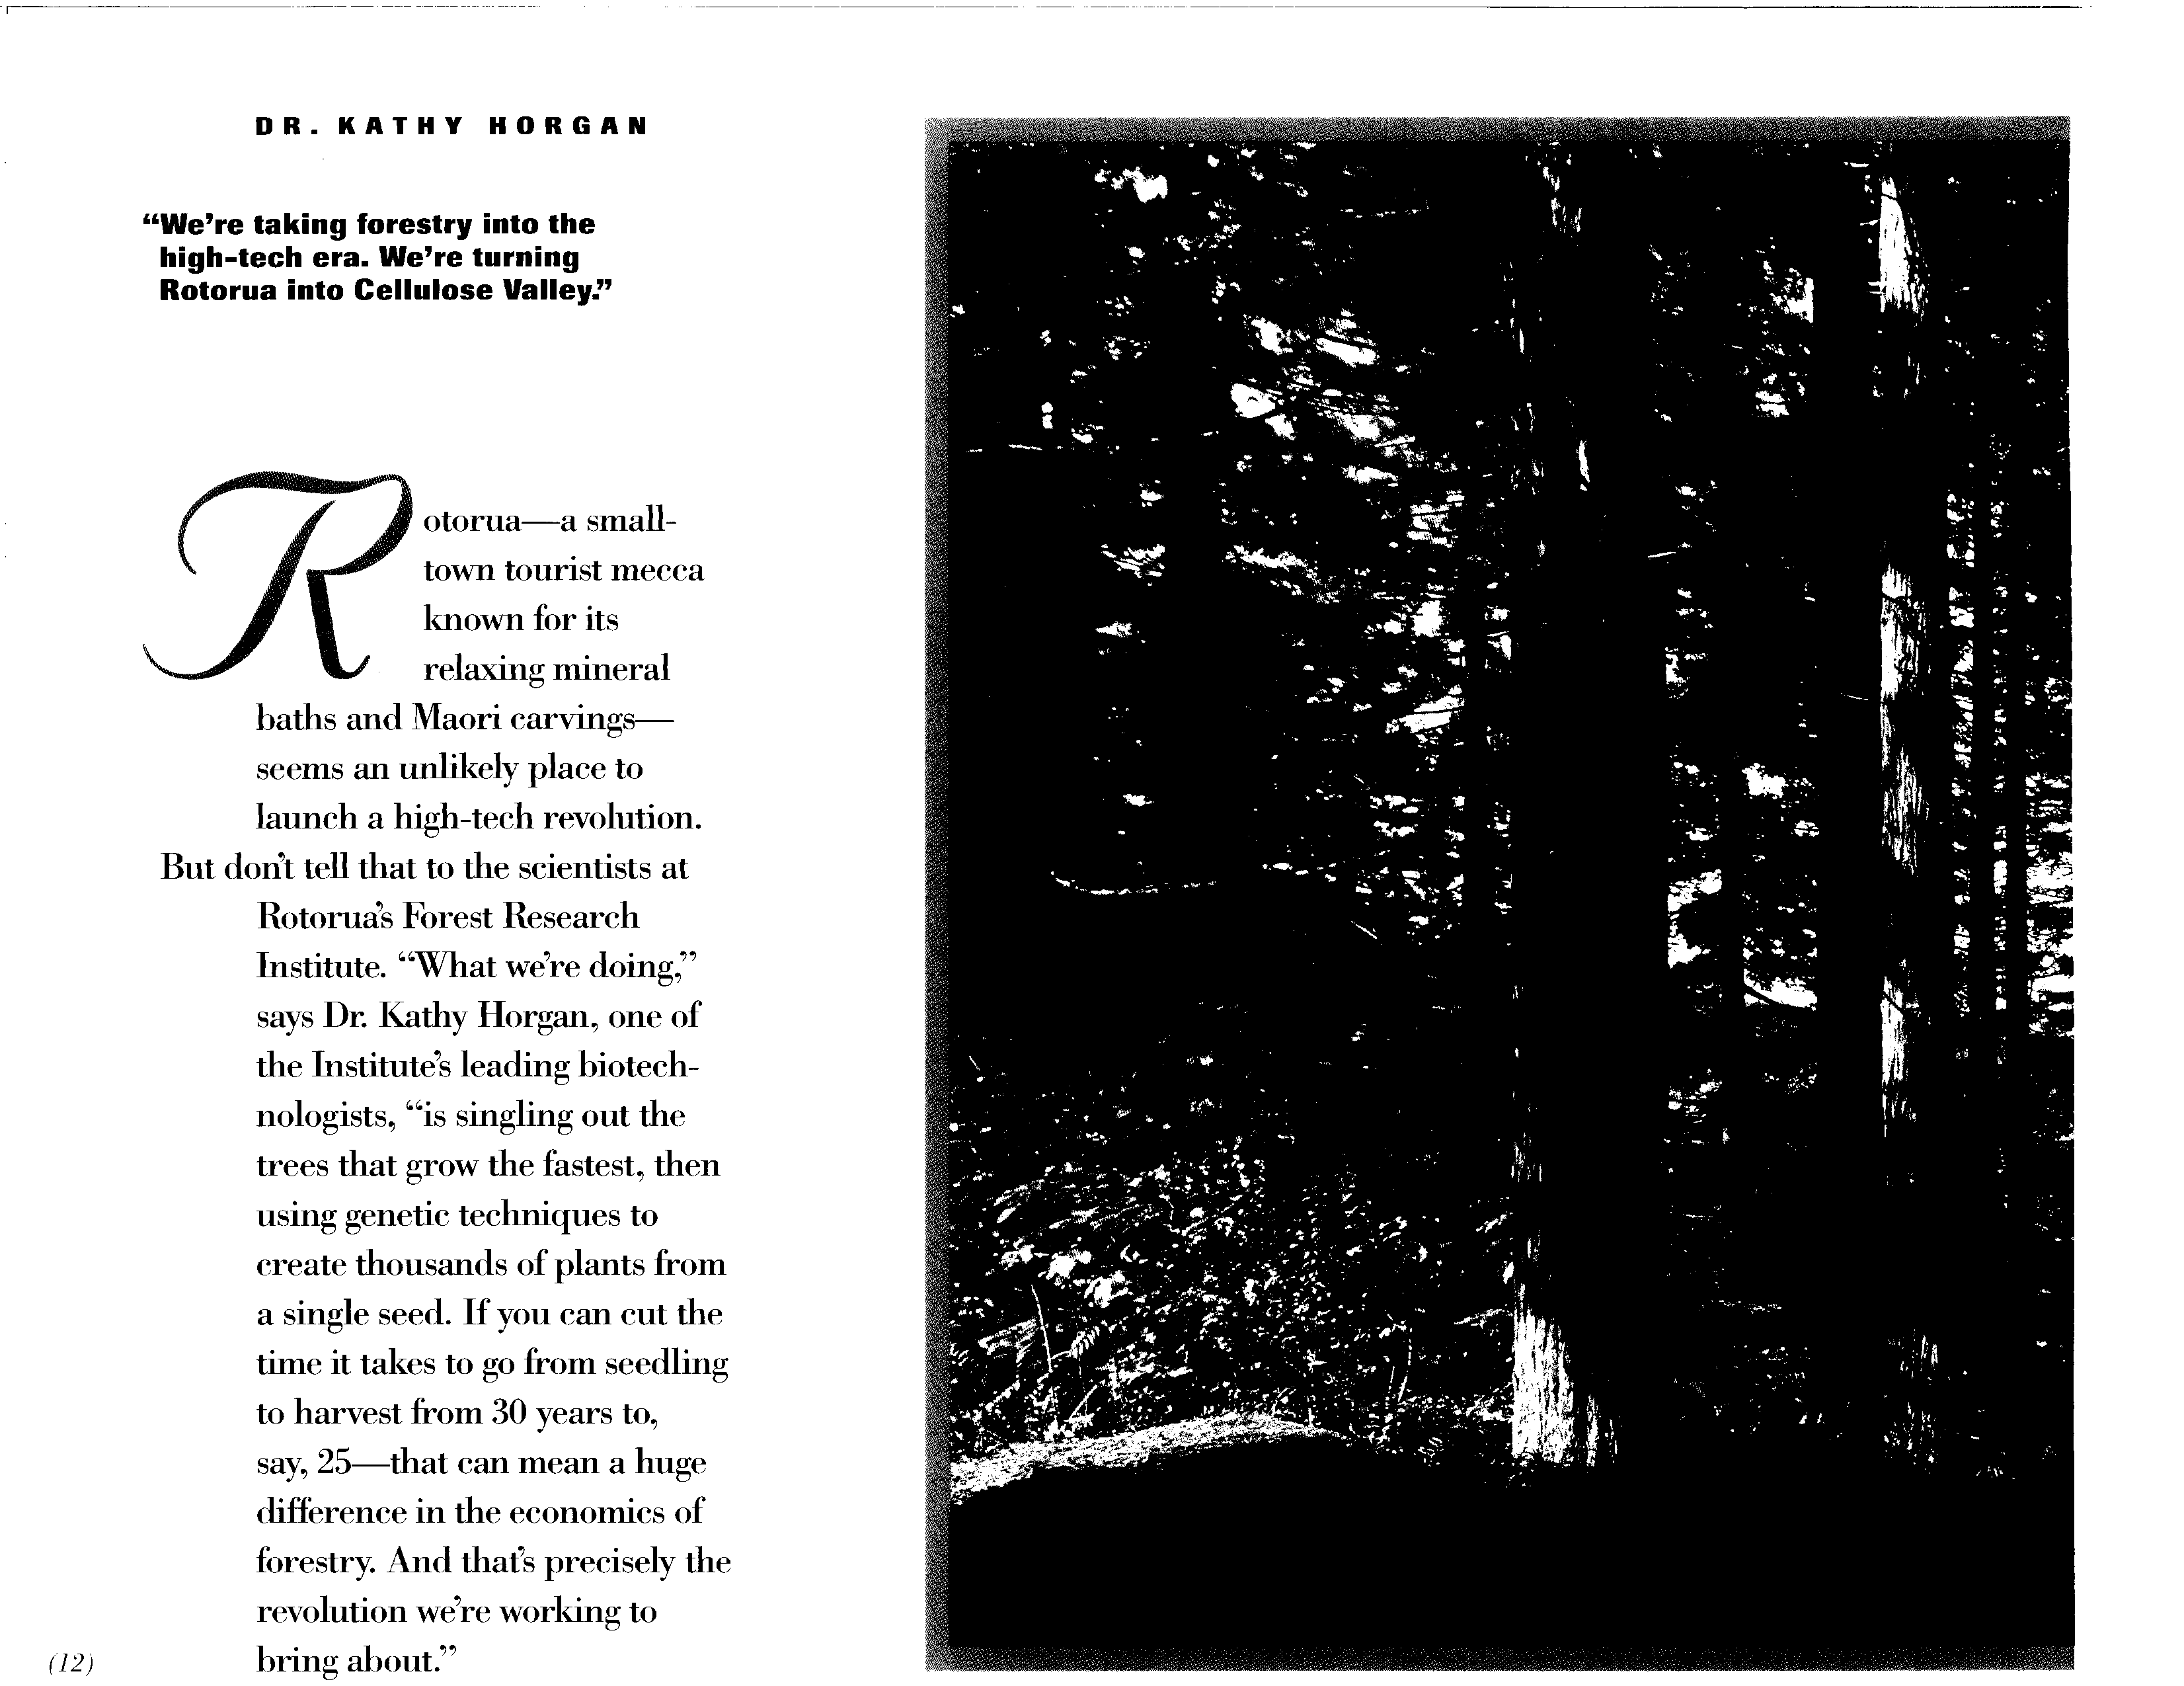 DR. KATHY HORGAN
“We’re taking forestry into the
high-tech era. We’re turning
Rotorua into Cellulose Valley.”
Rotorua—a small-
town tourist mecca
known for its
relaxing mineral
baths and Maori carvings—
seems an unlikely place to
launch a high-tech revolution.
But don’t tell that to the scientists at
Rotorua’s Forest Research
Institute. “What we’re doing,”
says Dr. Kathy Horgan, one of
the Institute’s leading biotech-
nologists, “is singling out the
trees that grow the fastest, then
using genetic techniques to
create thousands of plants from
a single seed. If you can cut the
time it takes to go from seedling
to harvest from 30 years to,
say, 25—that can mean a huge
difference in the economics of
forestry. And that’s precisely the
revolution we’re working to
bring about.”
(12)